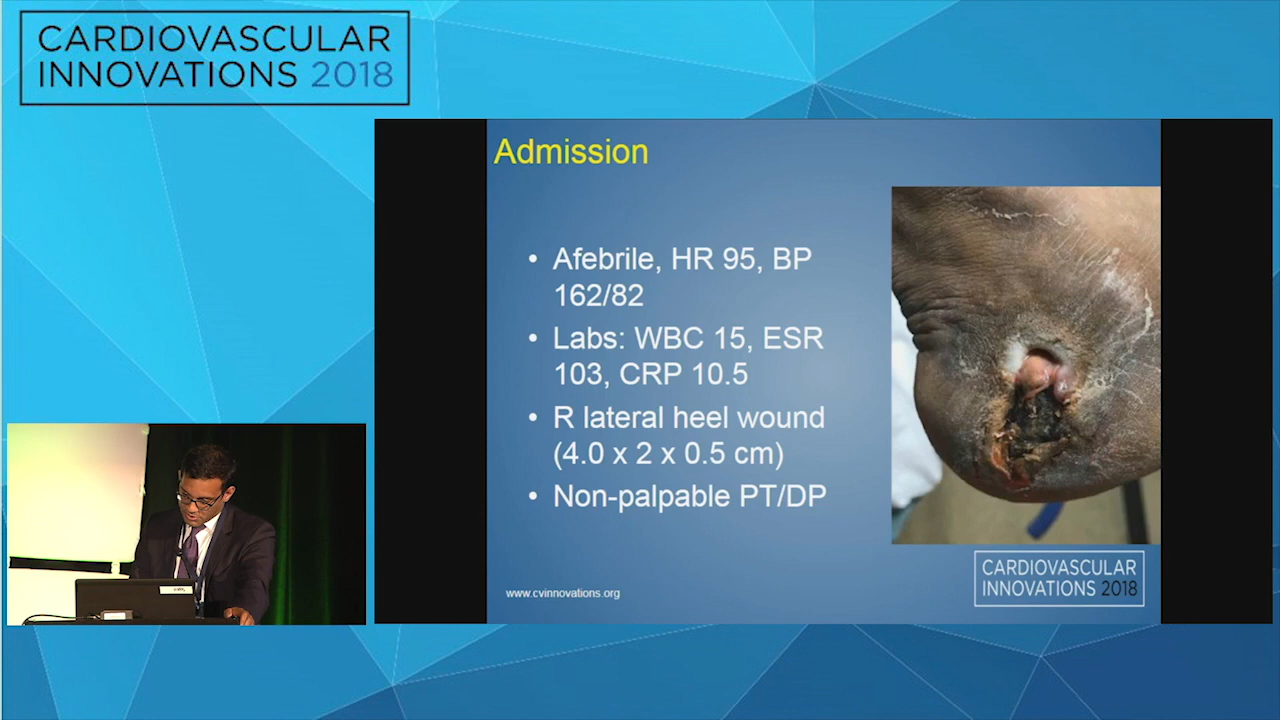 CARDIOVASCULAR
INNOVATIONS 2018
Admission
• Afebrile, HR 95, BP
162/82
• Labs: WBC 15, ESR
103, CRP 10.5
• R lateral heel wound
(4.0 x 2 x 0.5 cm)
• Non-palpable PT/DP
www.cvinnovations.org
CARDIOVASCULAR
INNOVATIONS 2018